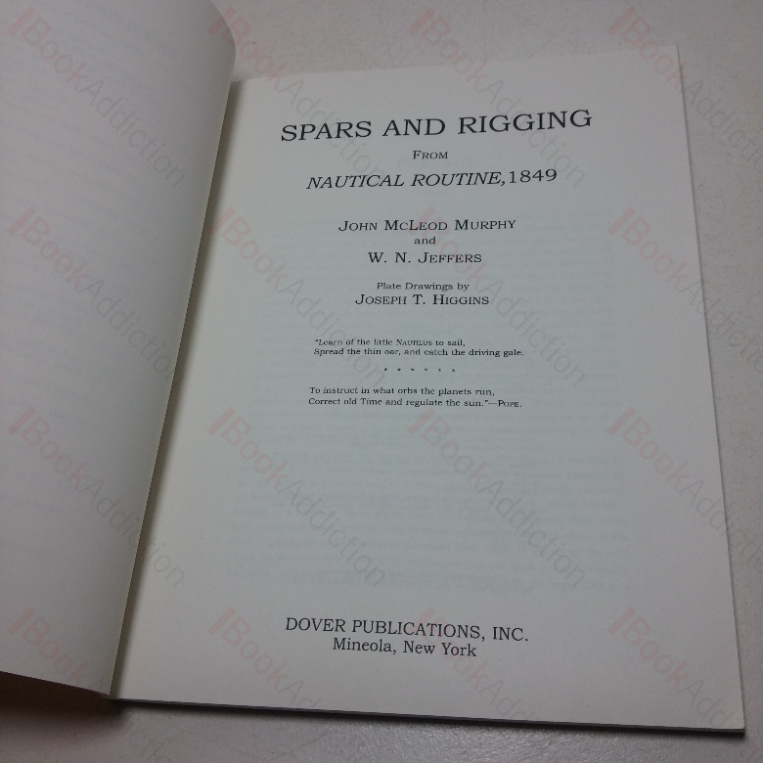 SPARS AND RIGGING
FROM
NAUTICAL ROUTINE, 1849
JOHN MCLEOD MURPHY
and
W. N. JEFFERS
Plate Drawings by
JOSEPH T. HIGGINS
"Learn of the little NAUTILUS to sail,
Spread the thin oar, and catch the driving gale.
* * * * * *
To instruct in what orbs the planets run,
Correct old Time and regulate the sun."—POPE.
DOVER PUBLICATIONS, INC.
Mineola, New York
BookAddiction